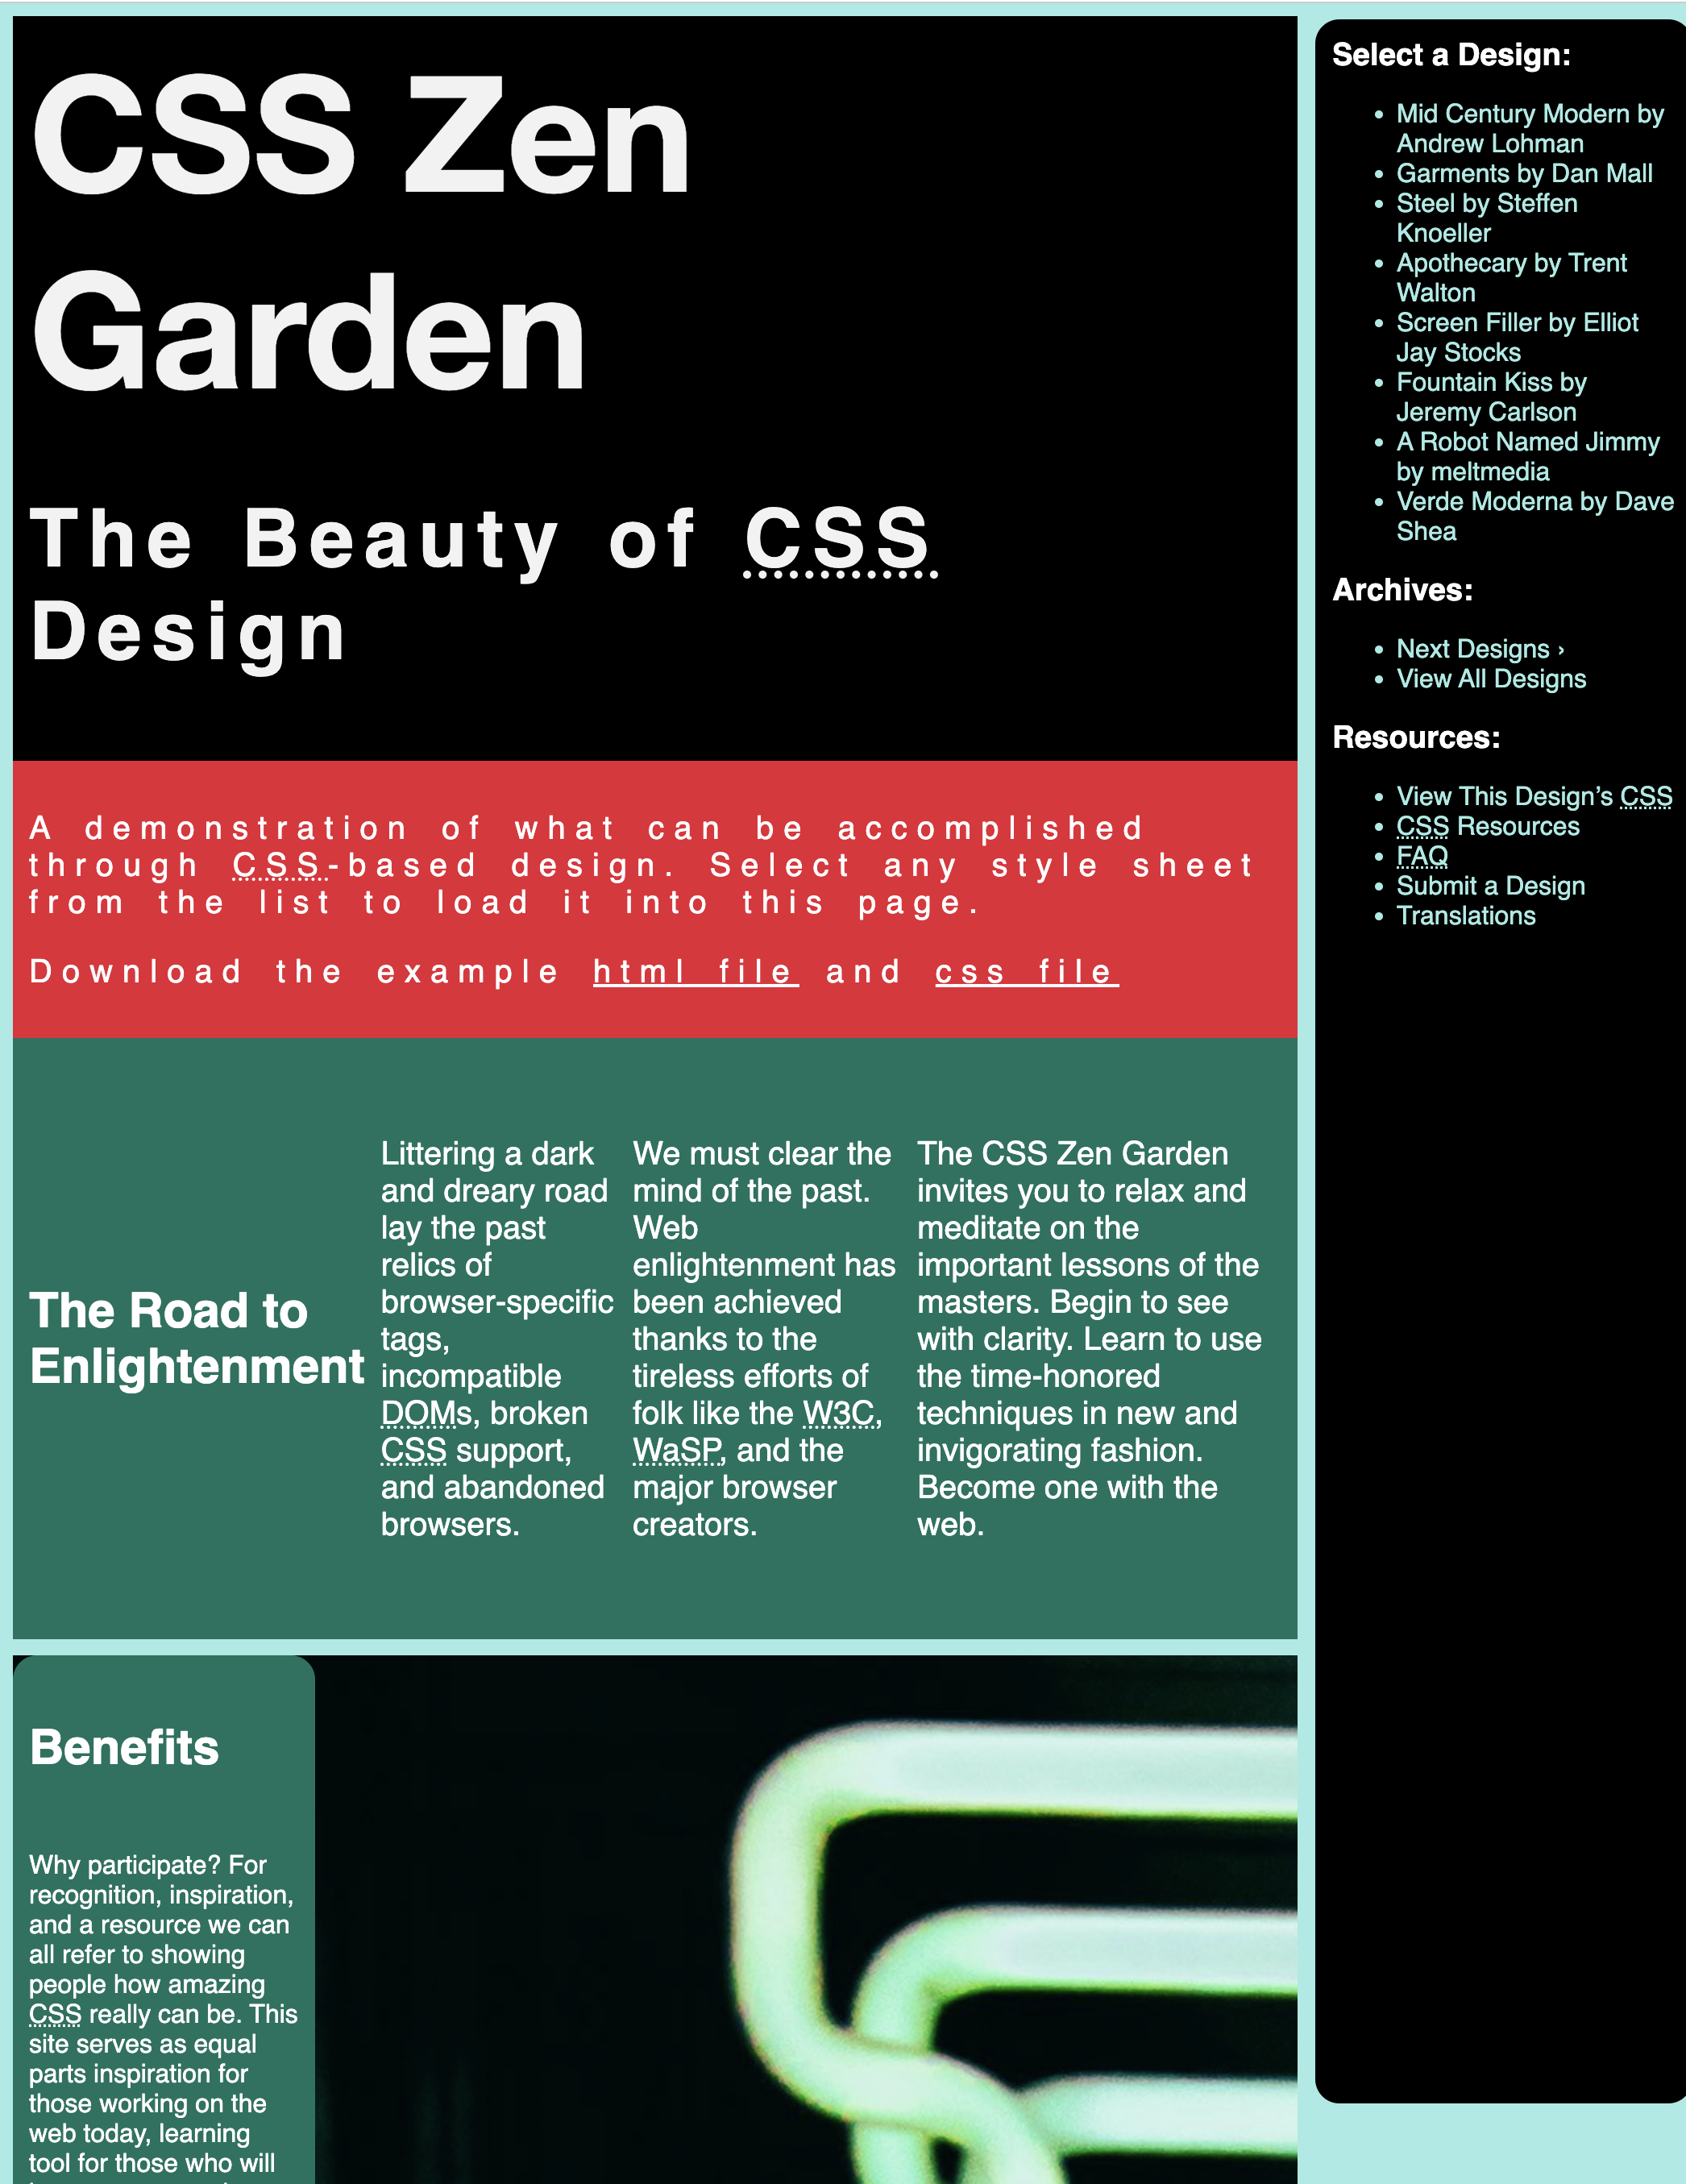 CSS Zen
Garden
The Beauty of CSS
Design
A demonstration of what can be accomplished
through CSS-based design. Select any style sheet
from the list to load it into this page.
Download the example html file and css file
The Road to
Enlightenment
Littering a dark
and dreary road
lay the past
relics of
browser-specific
tags,
incompatible
DOMs, broken
CSS support,
and abandoned
browsers.
We must clear the
mind of the past.
Web
enlightenment has
been achieved
thanks to the
tireless efforts of
folk like the W3C,
WaSP, and the
major browser
creators.
The CSS Zen Garden
invites you to relax and
meditate on the
important lessons of the
masters. Begin to see
with clarity. Learn to use
the time-honored
techniques in new and
invigorating fashion.
Become one with the
web.
Benefits
Why participate? For
recognition, inspiration,
and a resource we can
all refer to showing
people how amazing
CSS really can be. This
site serves as equal
parts inspiration for
those working on the
web today, learning
tool for those who will
Select a Design:
Mid Century Modern by
Andrew Lohman
Garments by Dan Mall
Steel by Steffen
Knoeller
Apothecary by Trent
Walton
Screen Filler by Elliot
Jay Stocks
Fountain Kiss by
Jeremy Carlson
A Robot Named Jimmy
by meltmedia
Verde Moderna by Dave
Shea
Archives:
Next Designs ›
View All Designs
Resources:
View This Design’s CSS
CSS Resources
FAQ
Submit a Design
Translations